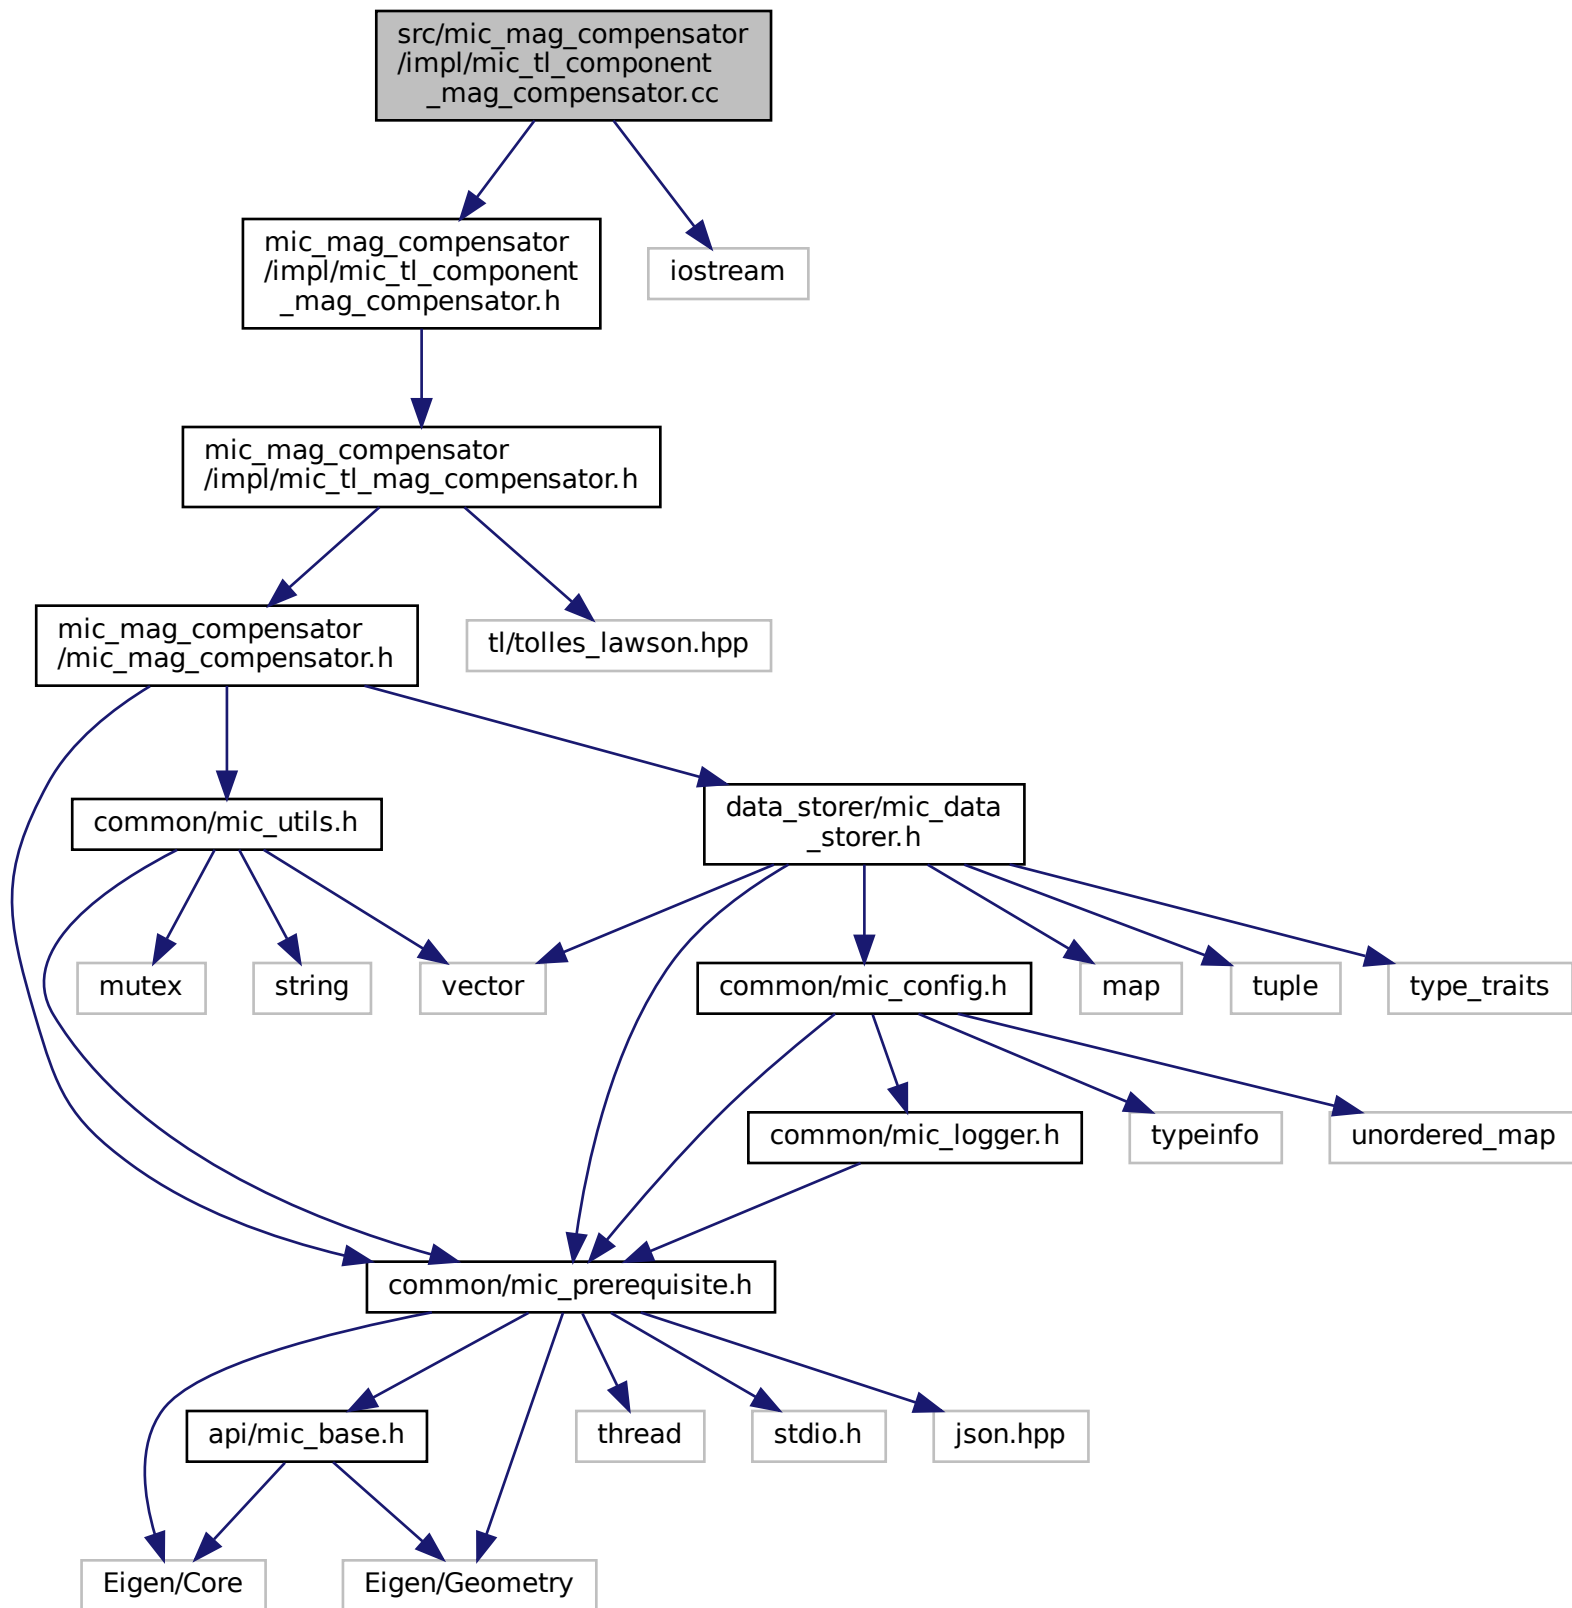 src/mic_mag_compensator
/impl/mic_tl_component
_mag_compensator.cc
mic_mag_compensator
/impl/mic_tl_component
_mag_compensator.h
iostream
mic_mag_compensator
/impl/mic_tl_mag_compensator.h
mic_mag_compensator
/mic_mag_compensator.h
tl/tolles_lawson.hpp
common/mic_utils.h
data_storer/mic_data
_storer.h
mutex
string
vector
common/mic_config.h
map
tuple
type_traits
common/mic_logger.h
typeinfo
unordered_map
common/mic_prerequisite.h
api/mic_base.h
thread
stdio.h
json.hpp
Eigen/Core
Eigen/Geometry